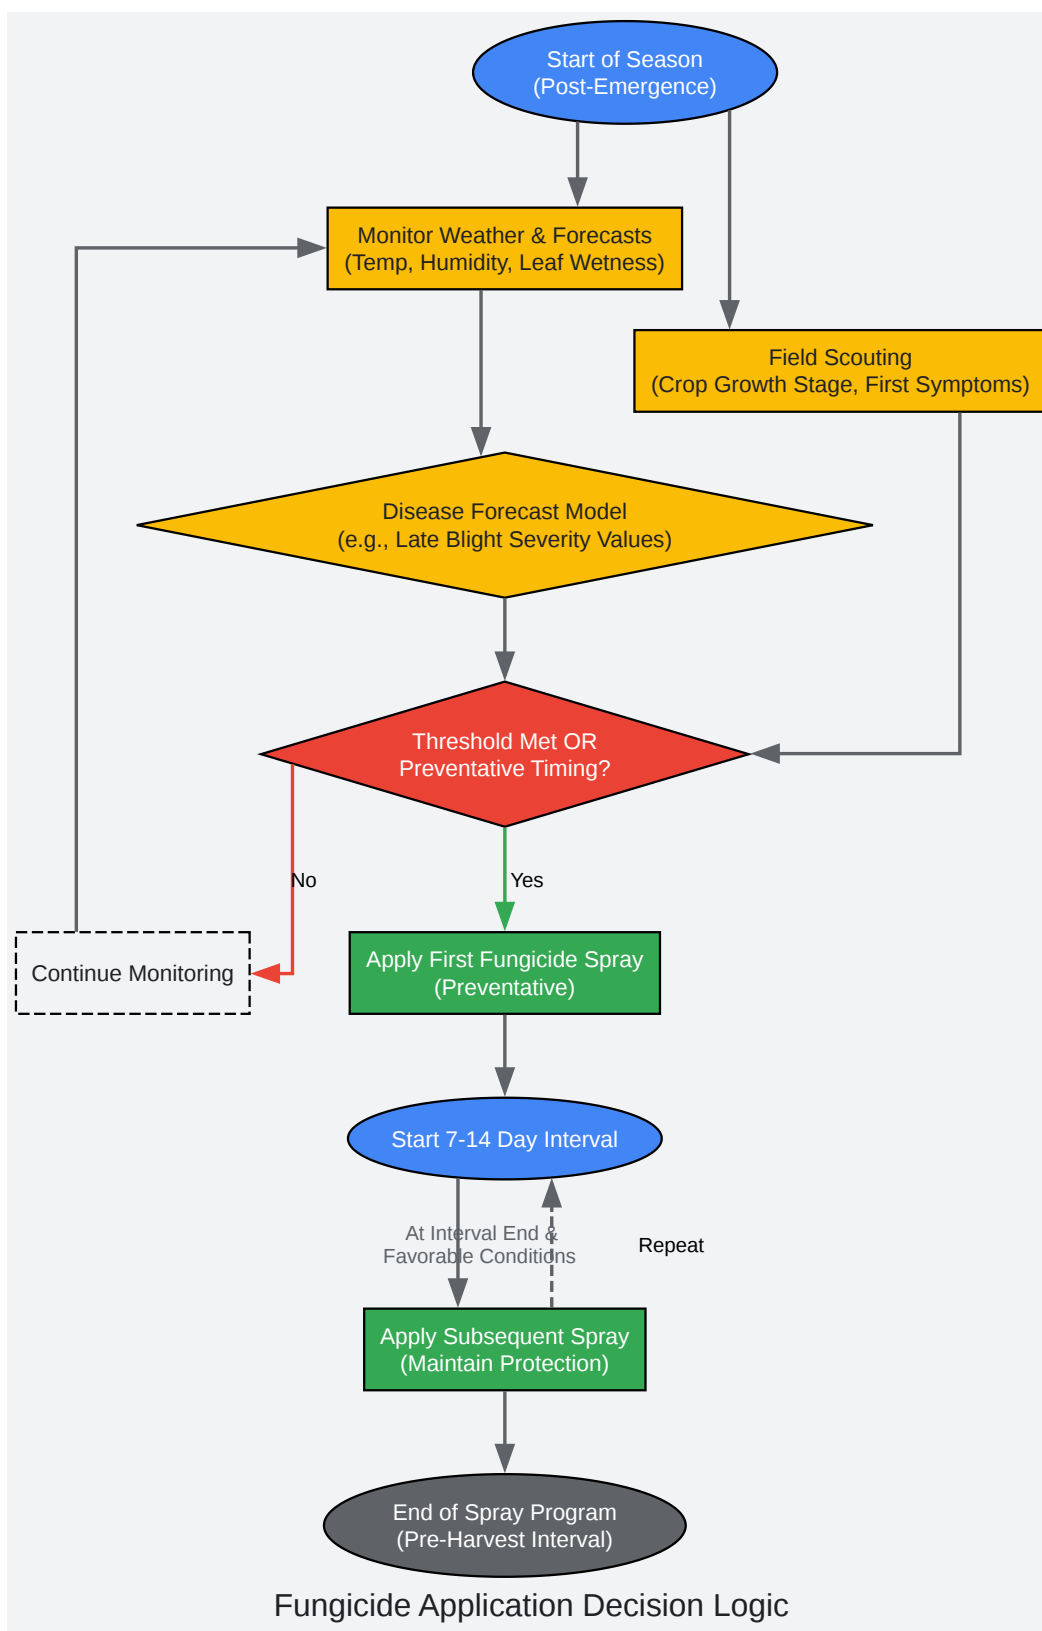 Start of Season
(Post-Emergence)
Monitor Weather & Forecasts
(Temp, Humidity, Leaf Wetness)
Field Scouting
(Crop Growth Stage, First Symptoms)
Disease Forecast Model
(e.g., Late Blight Severity Values)
Threshold Met OR
Preventative Timing?
No
Yes
Continue Monitoring
Apply First Fungicide Spray
(Preventative)
Start 7-14 Day Interval
At Interval End &
Favorable Conditions
Repeat
Apply Subsequent Spray
(Maintain Protection)
End of Spray Program
(Pre-Harvest Interval)
Fungicide Application Decision Logic